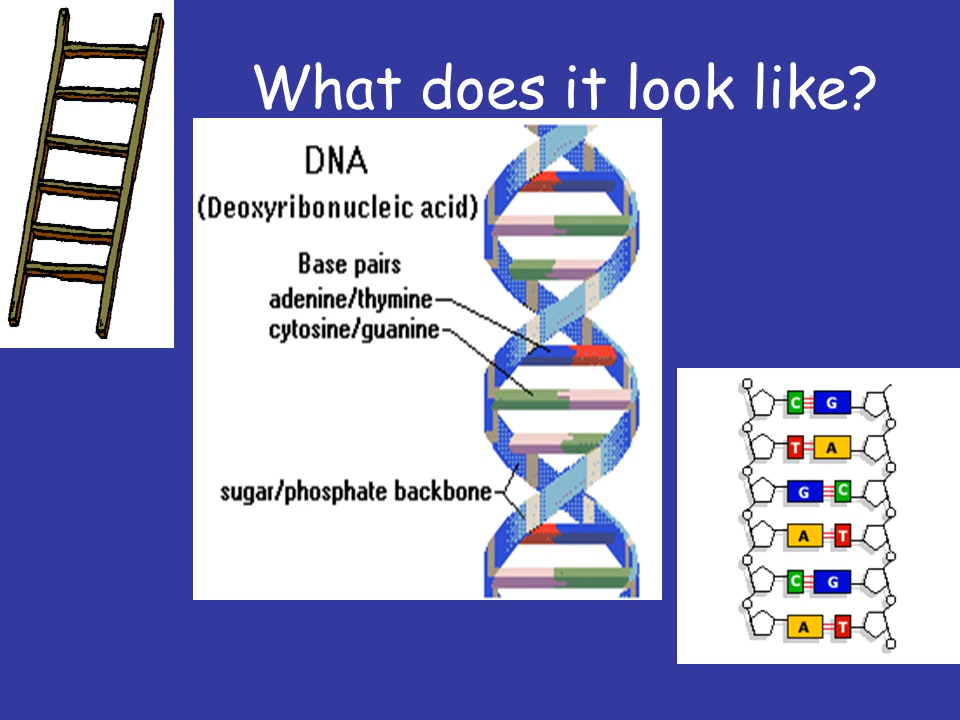 What does it look like?
DNA
(Deoxyribonucleic acid)
Base pairs
adenine/thymine
cytosine/guanine
sugar/phosphate backbone
C G
T A
G C
A T
C G
A T